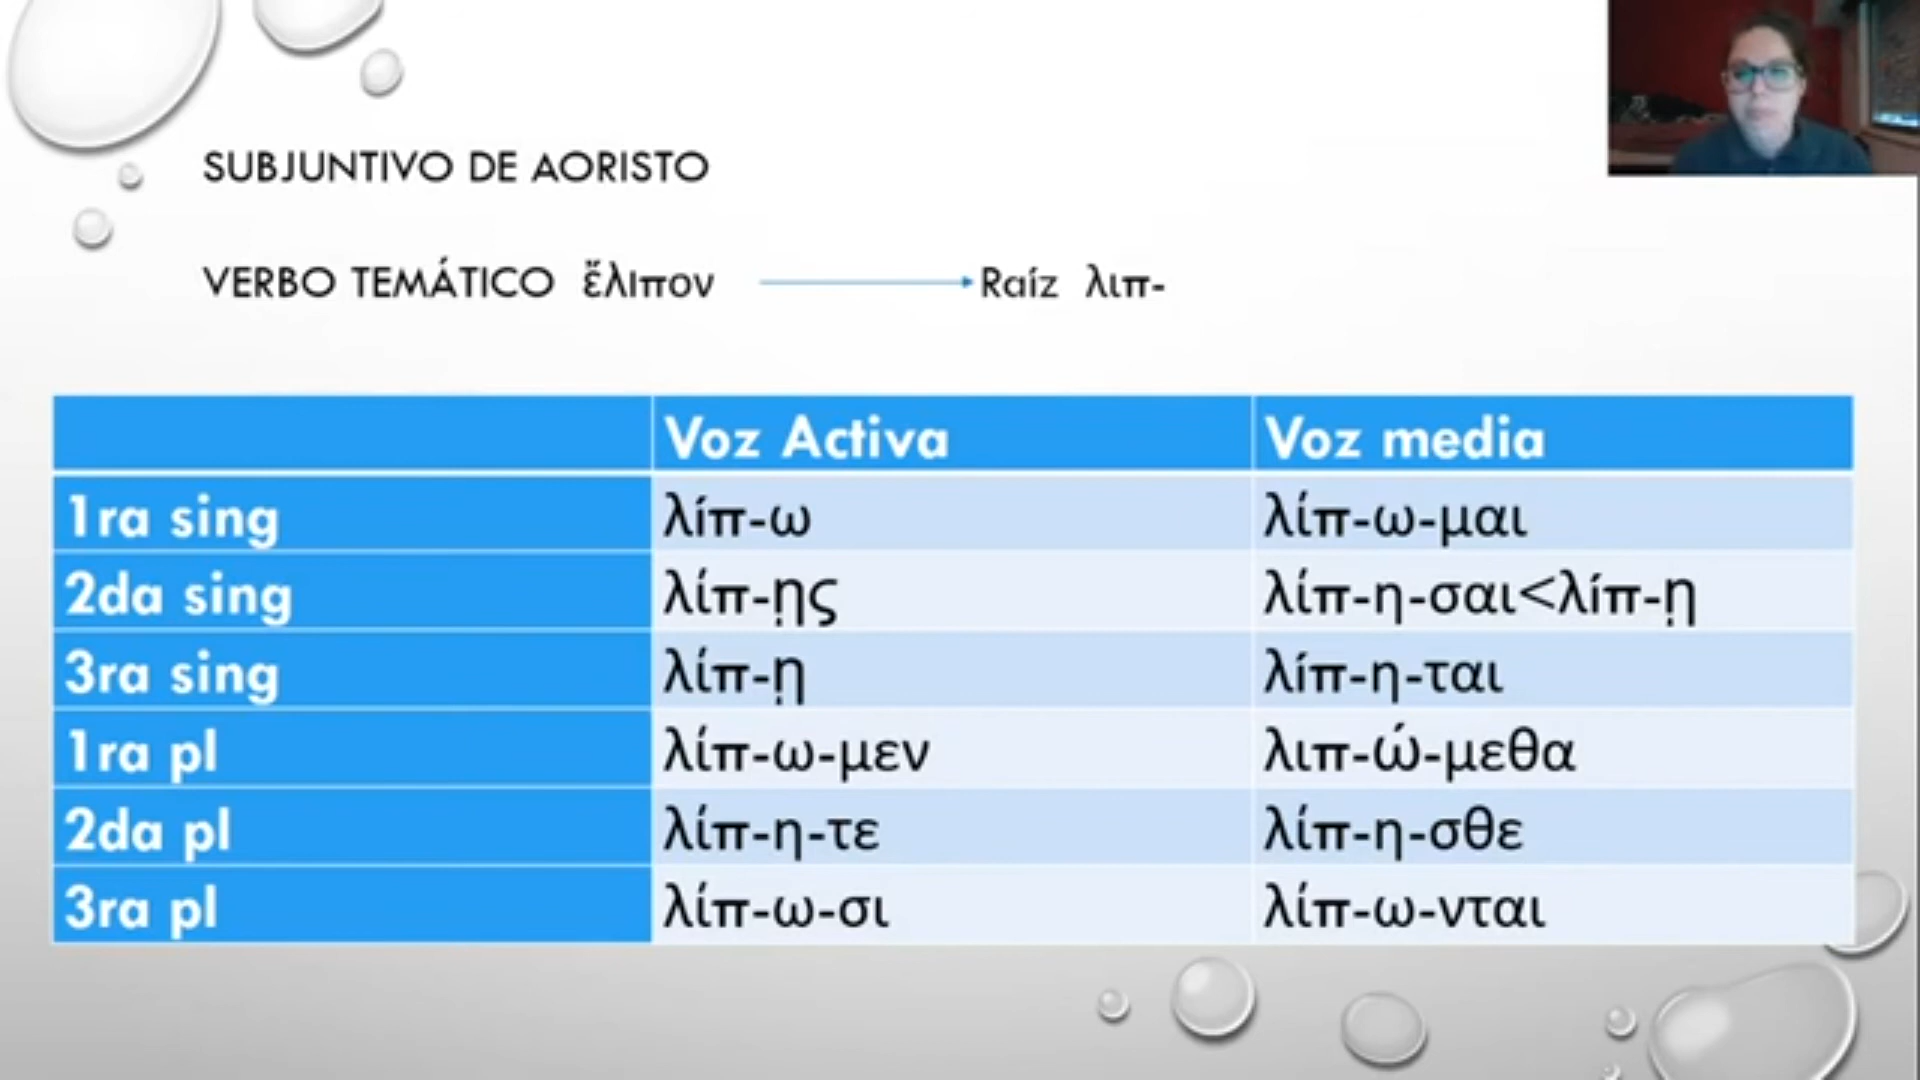 SUBJUNTIVO DE AORISTO
VERBO TEMÁTICO ἔλιπον Raíz λιπ-
Voz Activa Voz media
1ra sing λίπ-ω λίπ-ω-μαι
2da sing λίπ-ῃς λίπ-η-σαι<λίπ-ῃ
3ra sing λίπ-ῃ λίπ-η-ται
1ra pl λίπ-ω-μεν λιπ-ώ-μεθα
2da pl λίπ-η-τε λίπ-η-σθε
3ra pl λίπ-ω-σι λίπ-ω-νται